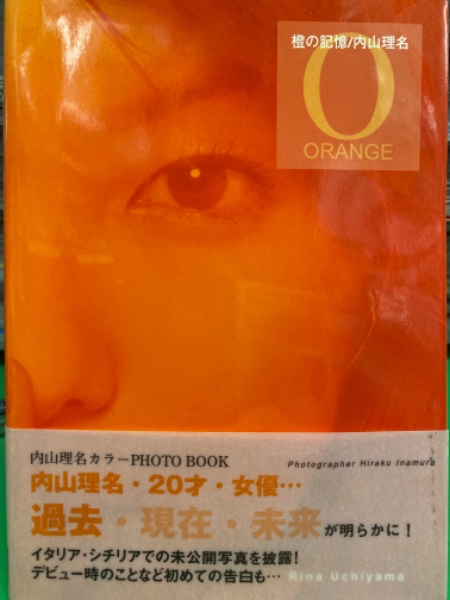 橙の記憶/内山理名
O
ORANGE
内山理名カラーPHOTO BOOK
Photographer Hiraku Inamura
内山理名・20才・女優…
過去・現在・未来が明らかに！
イタリア・シチリアでの未公開写真を披露！
デビュー時のことなど初めての告白も… Rina Uchiyama